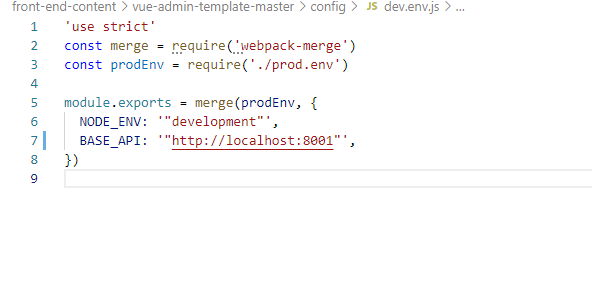 front-end-content > vue-admin-template-master > config > JS dev.env.js > ...
1 'use strict'
2 const merge = require('webpack-merge')
3 const prodEnv = require('./prod.env')
4
5 module.exports = merge(prodEnv, {
6 NODE_ENV: '"development"',
7 BASE_API: '"http://localhost:8001"',
8 })
9